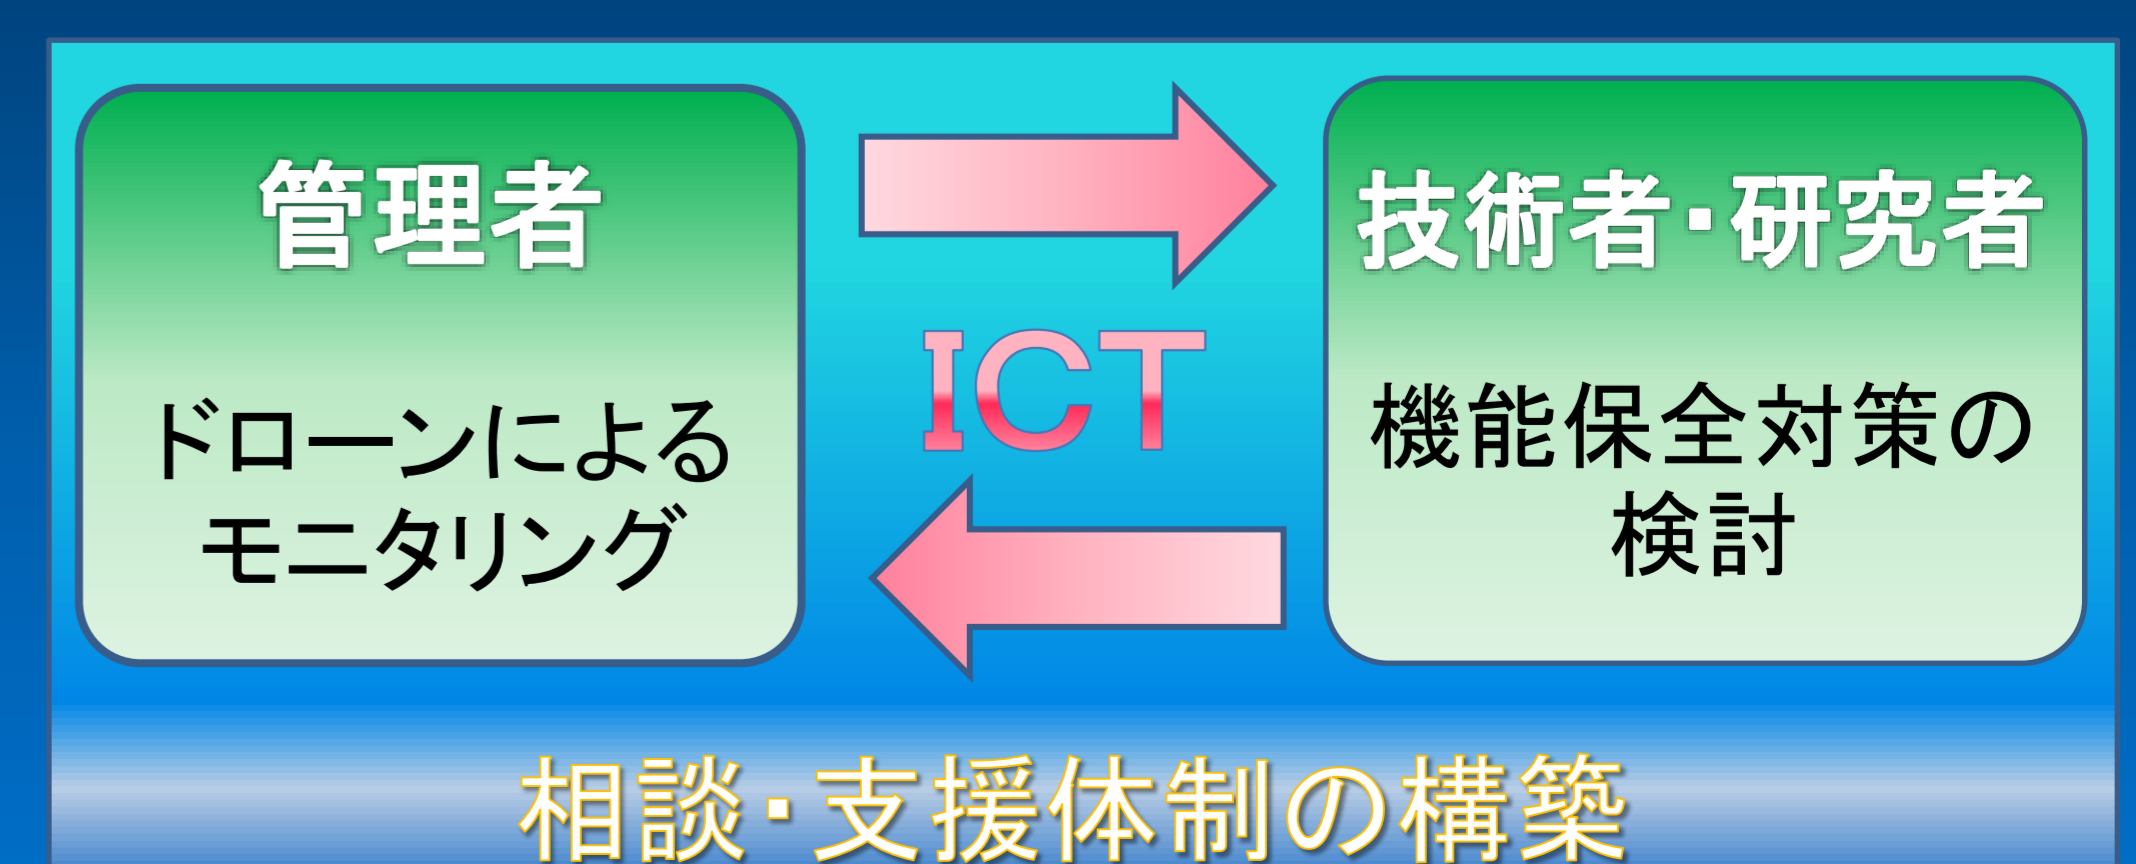 管理者
ドローンによる
モニタリング
ICT
技術者・研究者
機能保全対策の
検討
相談・支援体制の構築